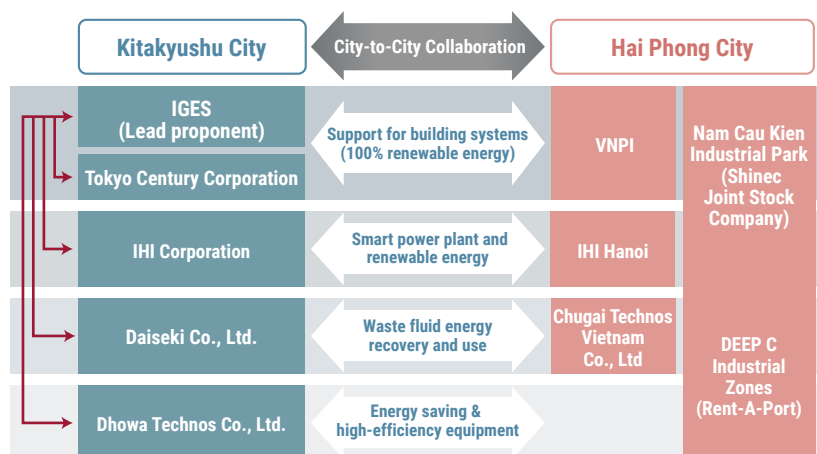 Kitakyushu City
City-to-City Collaboration
Hai Phong City
IGES
(Lead proponent)
Tokyo Century Corporation
Support for building systems
(100% renewable energy)
VNPI
Nam Cau Kien
Industrial Park
(Shinec
Joint Stock
Company)
IHI Corporation
Smart power plant and
renewable energy
IHI Hanoi
Daiseki Co., Ltd.
Waste fluid energy
recovery and use
Chugai Technos
Vietnam
Co., Ltd
DEEP C
Industrial
Zones
(Rent-A-Port)
Dhowa Technos Co., Ltd.
Energy saving &
high-efficiency equipment